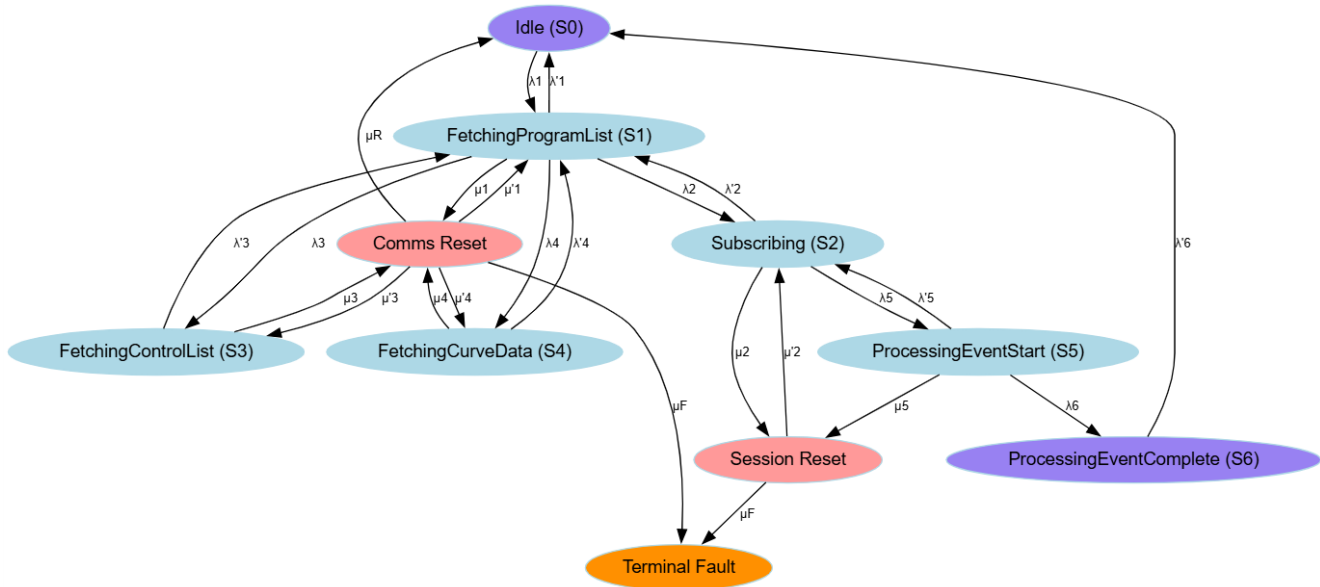 Idle (S0)
λ1
λ'1
λ'6
μR
FetchingProgramList (S1)
μ1
μ'1
λ2
λ'2
λ'3
λ3
Comms Reset
λ4
λ'4
Subscribing (S2)
μ3
μ'3
μ4
μ'4
λ5
λ'5
FetchingControlList (S3)
FetchingCurveData (S4)
μ2
μ'2
ProcessingEventStart (S5)
μF
μ5
λ6
Session Reset
ProcessingEventComplete (S6)
μF
Terminal Fault